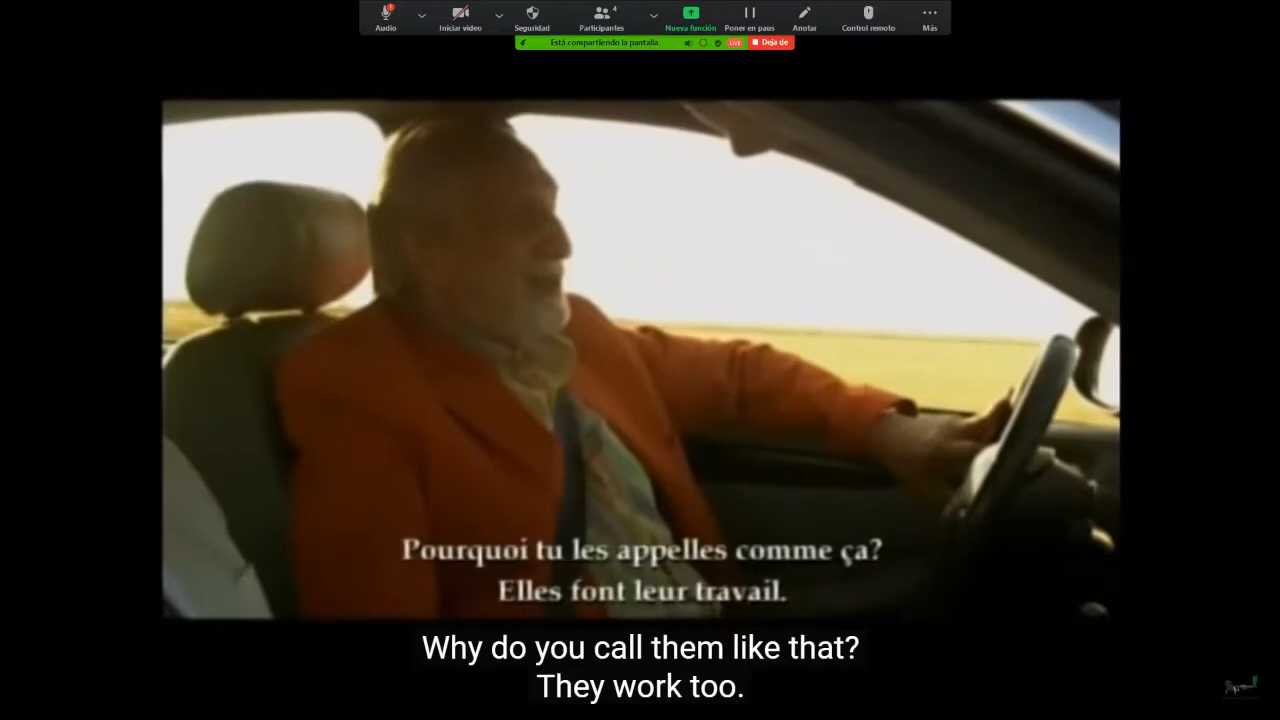 4
Audio
Iniciar video
Seguridad
Participantes
Nueva función
Poner en paus
Anotar
Control remoto
Más
Está compartiendo la pantalla
LIVE
Deja de
Pourquoi tu les appelles comme ça?
Elles font leur travail.
Why do you call them like that?
They work too.